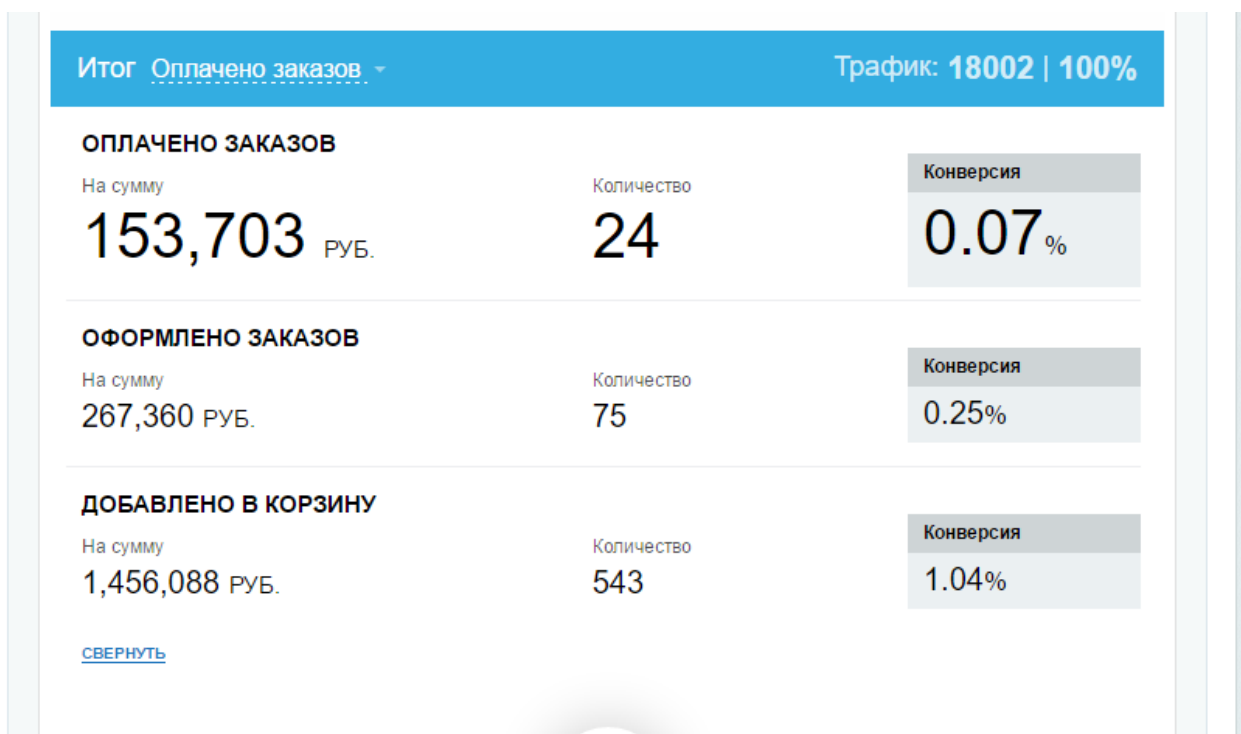 Итог Оплачено заказов Трафик: 18002 | 100%
ОПЛАЧЕНО ЗАКАЗОВ
На сумму Количество Конверсия
153,703 РУБ. 24 0.07%
ОФОРМЛЕНО ЗАКАЗОВ
На сумму Количество Конверсия
267,360 РУБ. 75 0.25%
ДОБАВЛЕНО В КОРЗИНУ
На сумму Количество Конверсия
1,456,088 РУБ. 543 1.04%
СВЕРНУТЬ